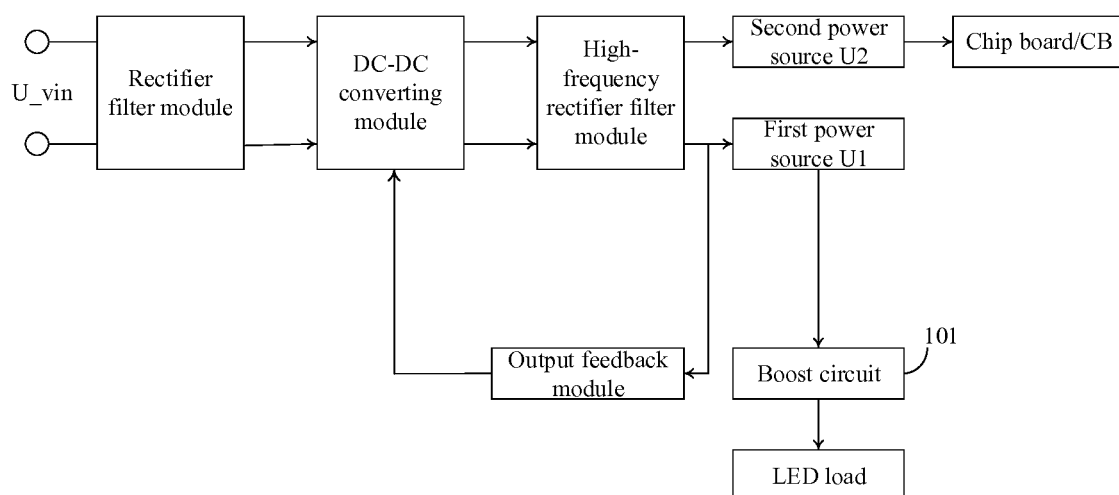 U_vin
Rectifier
filter module
DC-DC
converting
module
High-
frequency
rectifier filter
module
Second power
source U2
Chip board/CB
First power
source U1
Output feedback
module
Boost circuit
101
LED load